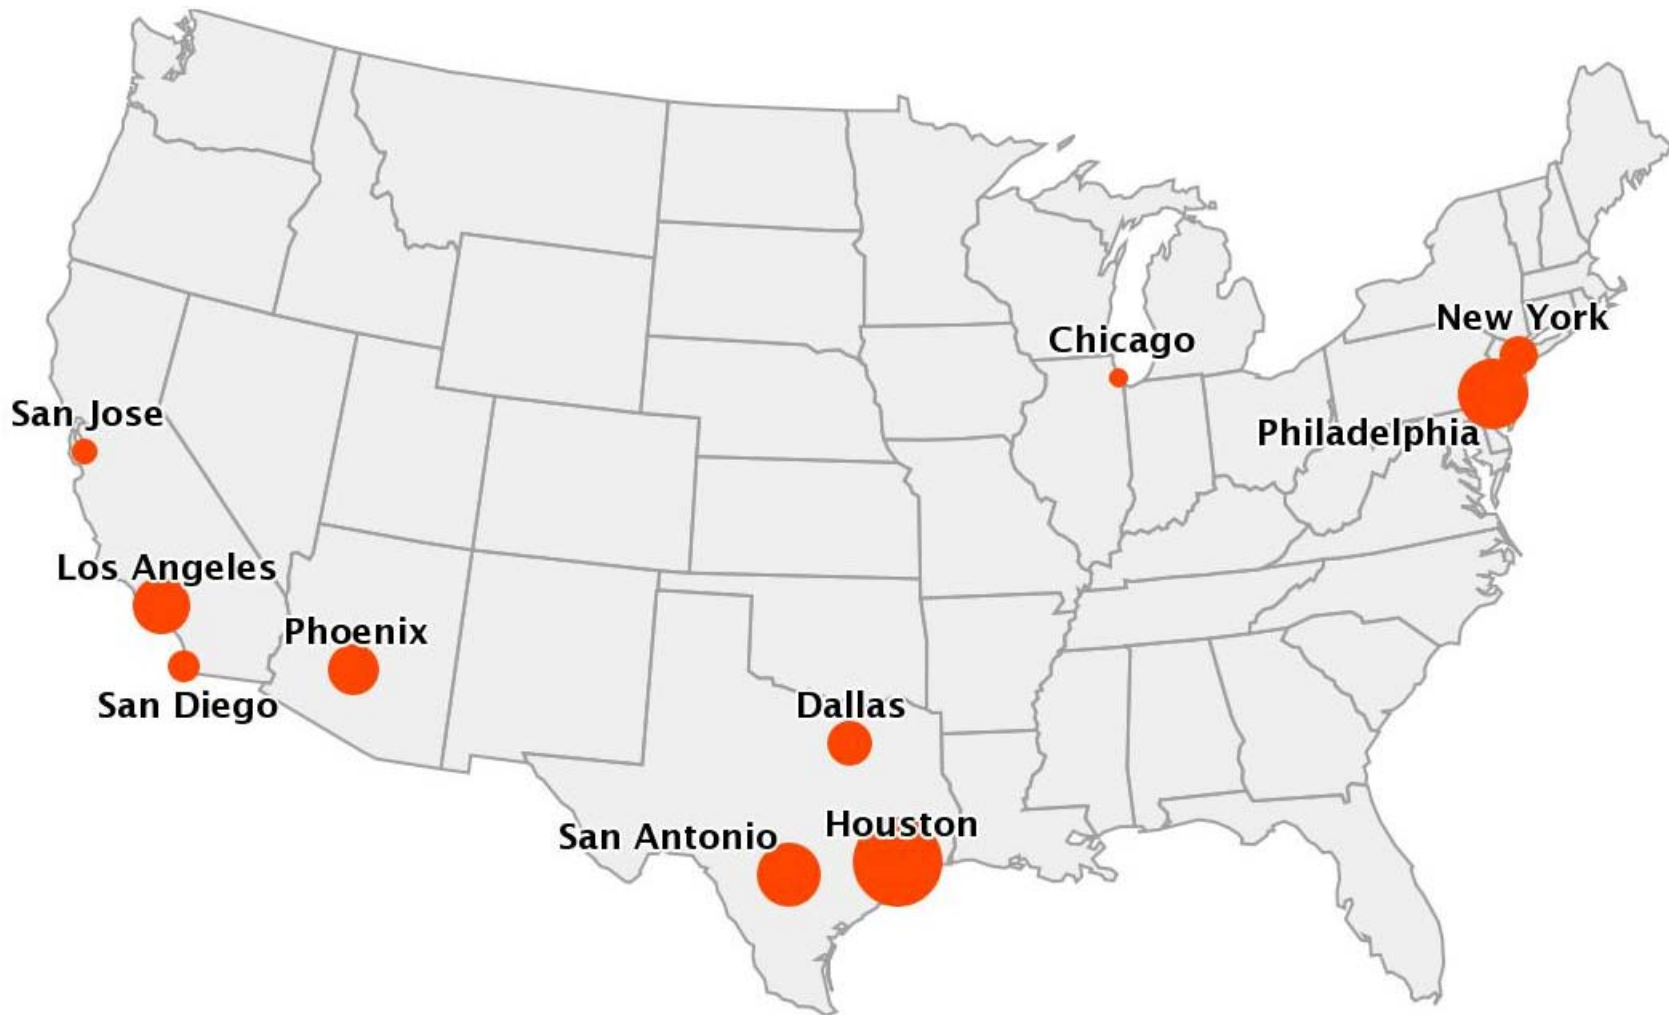 New York
Chicago
San Jose
Philadelphia
Los Angeles
Phoenix
San Diego
Dallas
Houston
San Antonio